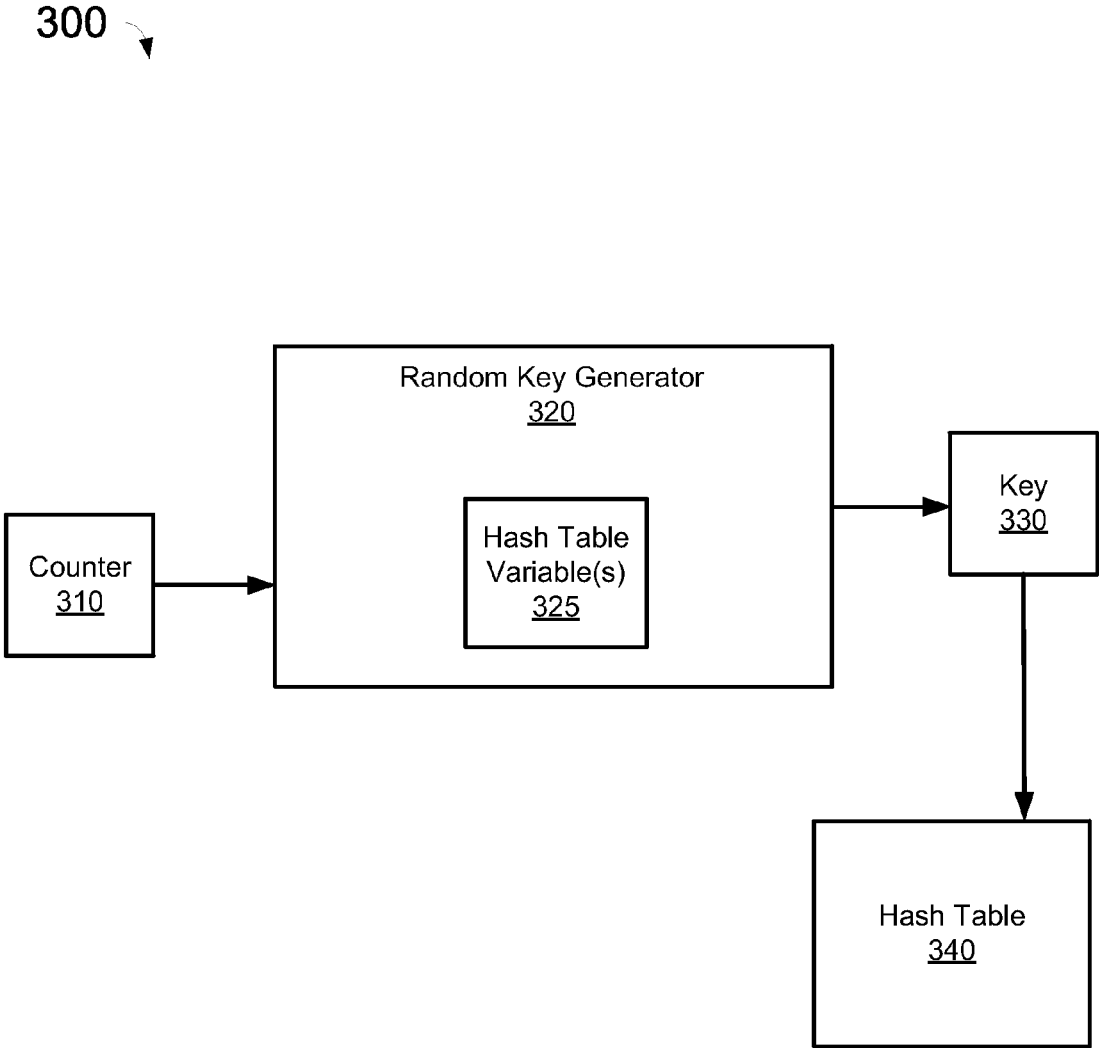 300
Random Key Generator
320
Hash Table
Variable(s)
325
Counter
310
Key
330
Hash Table
340